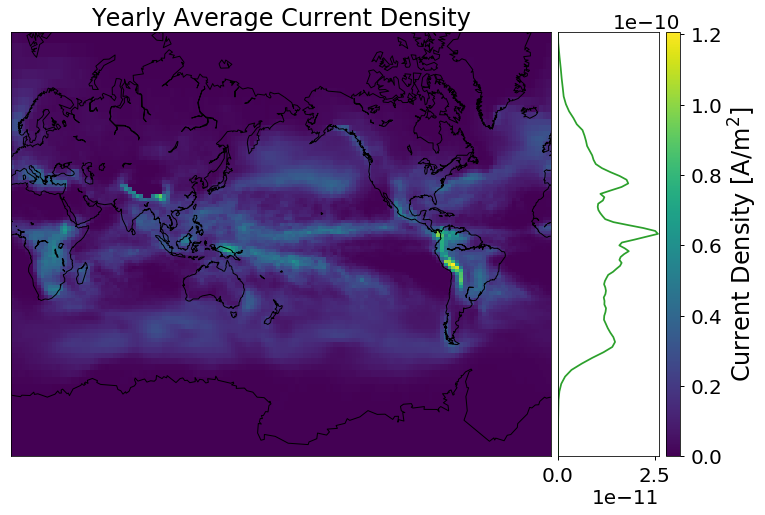 Yearly Average Current Density
1e−10
1.2
1.0
0.8
0.6
0.4
0.2
0.0
Current Density [A/m²]
0.0 2.5
1e−11